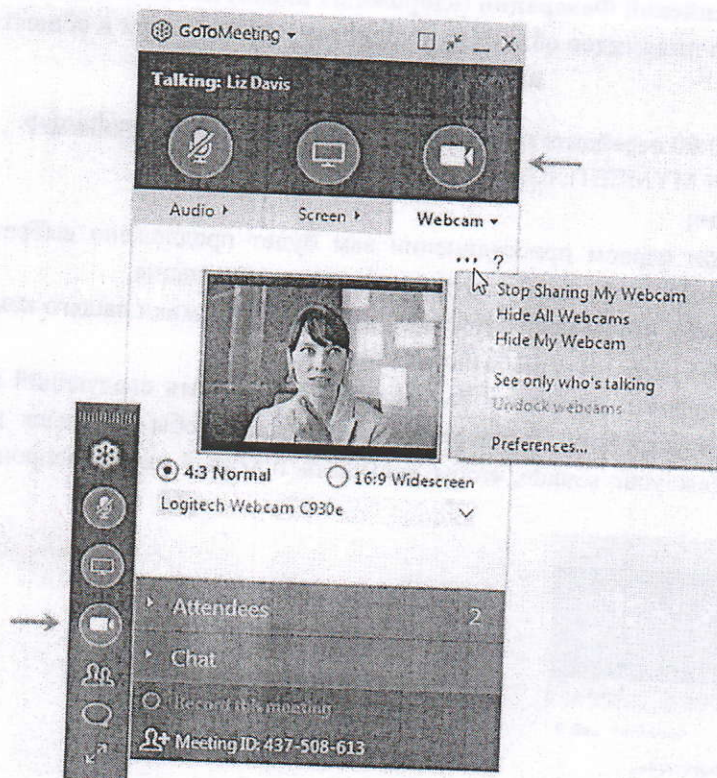 GoToMeeting
Talking: Liz Davis
Audio
Screen
Webcam
... ?
Stop Sharing My Webcam
Hide All Webcams
Hide My Webcam
See only who's talking
Undock webcams
Preferences...
4:3 Normal 16:9 Widescreen
Logitech Webcam C930e
Attendees 2
Chat
Record this meeting
Meeting ID: 437-508-613